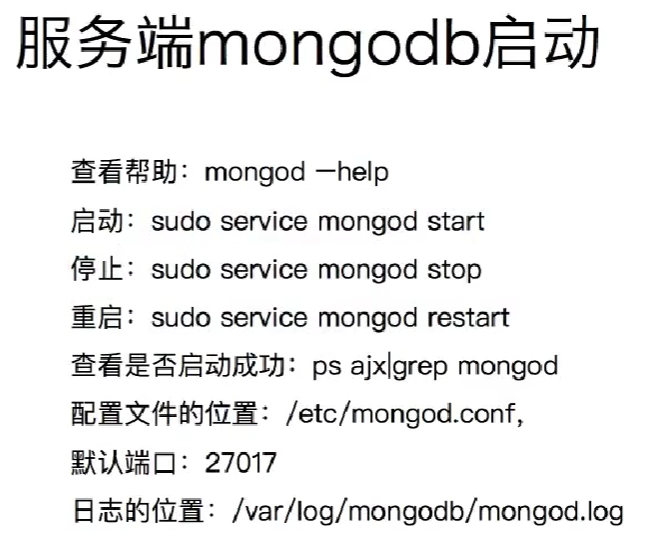 服务端mongodb启动
查看帮助：mongod —help
启动：sudo service mongod start
停止：sudo service mongod stop
重启：sudo service mongod restart
查看是否启动成功：ps ajx|grep mongod
配置文件的位置：/etc/mongod.conf,
默认端口：27017
日志的位置：/var/log/mongodb/mongod.log